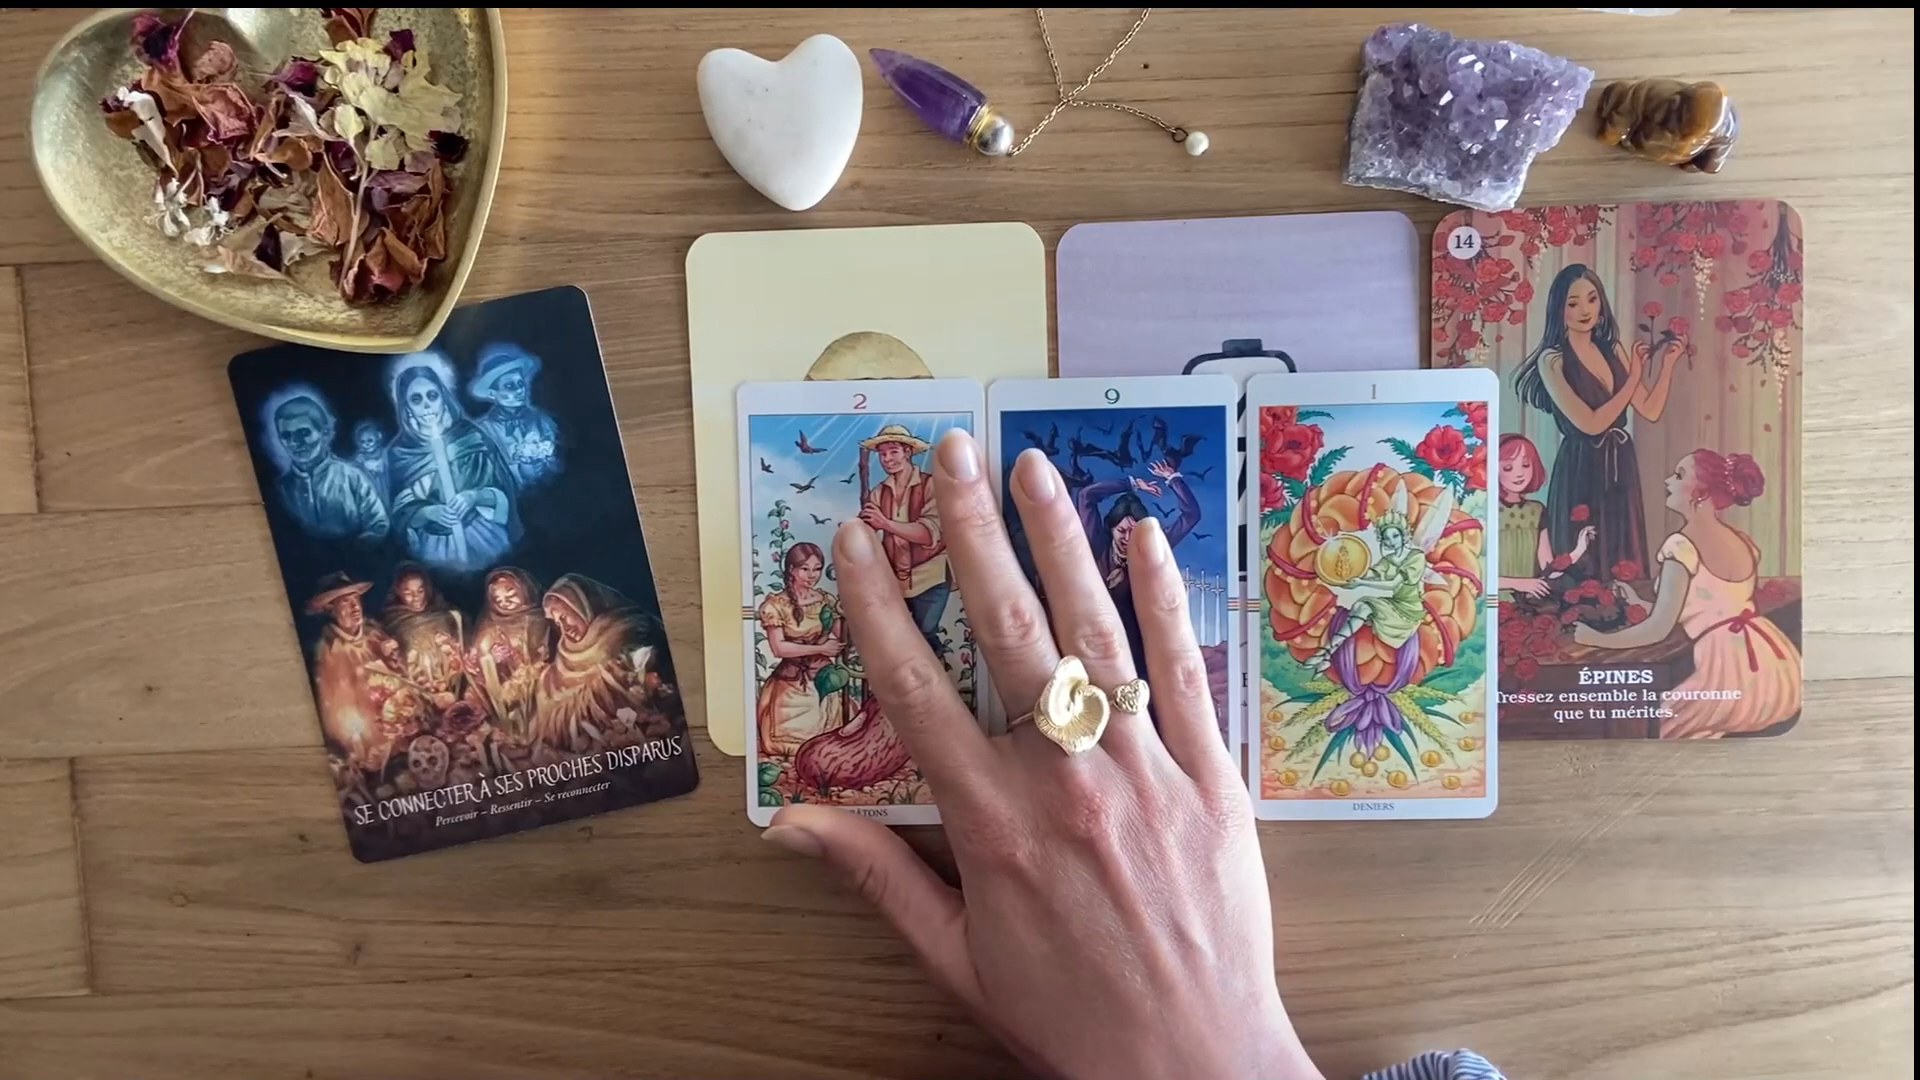 14
2
9
1
ÉPINES
Tressez ensemble la couronne
que tu mérites.
SE CONNECTER À SES PROCHES DISPARUS
Percevoir – Ressentir – Se reconnecter
DENIERS